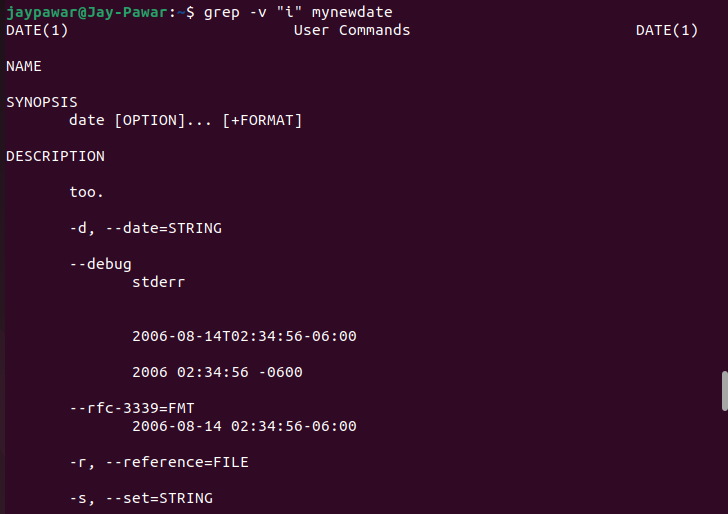 jaypawar@Jay-Pawar:~$ grep -v "i" mynewdate
DATE(1) User Commands DATE(1)
NAME
SYNOPSIS
date [OPTION]... [+FORMAT]
DESCRIPTION
too.
-d, --date=STRING
--debug
stderr
2006-08-14T02:34:56-06:00
2006 02:34:56 -0600
--rfc-3339=FMT
2006-08-14 02:34:56-06:00
-r, --reference=FILE
-s, --set=STRING